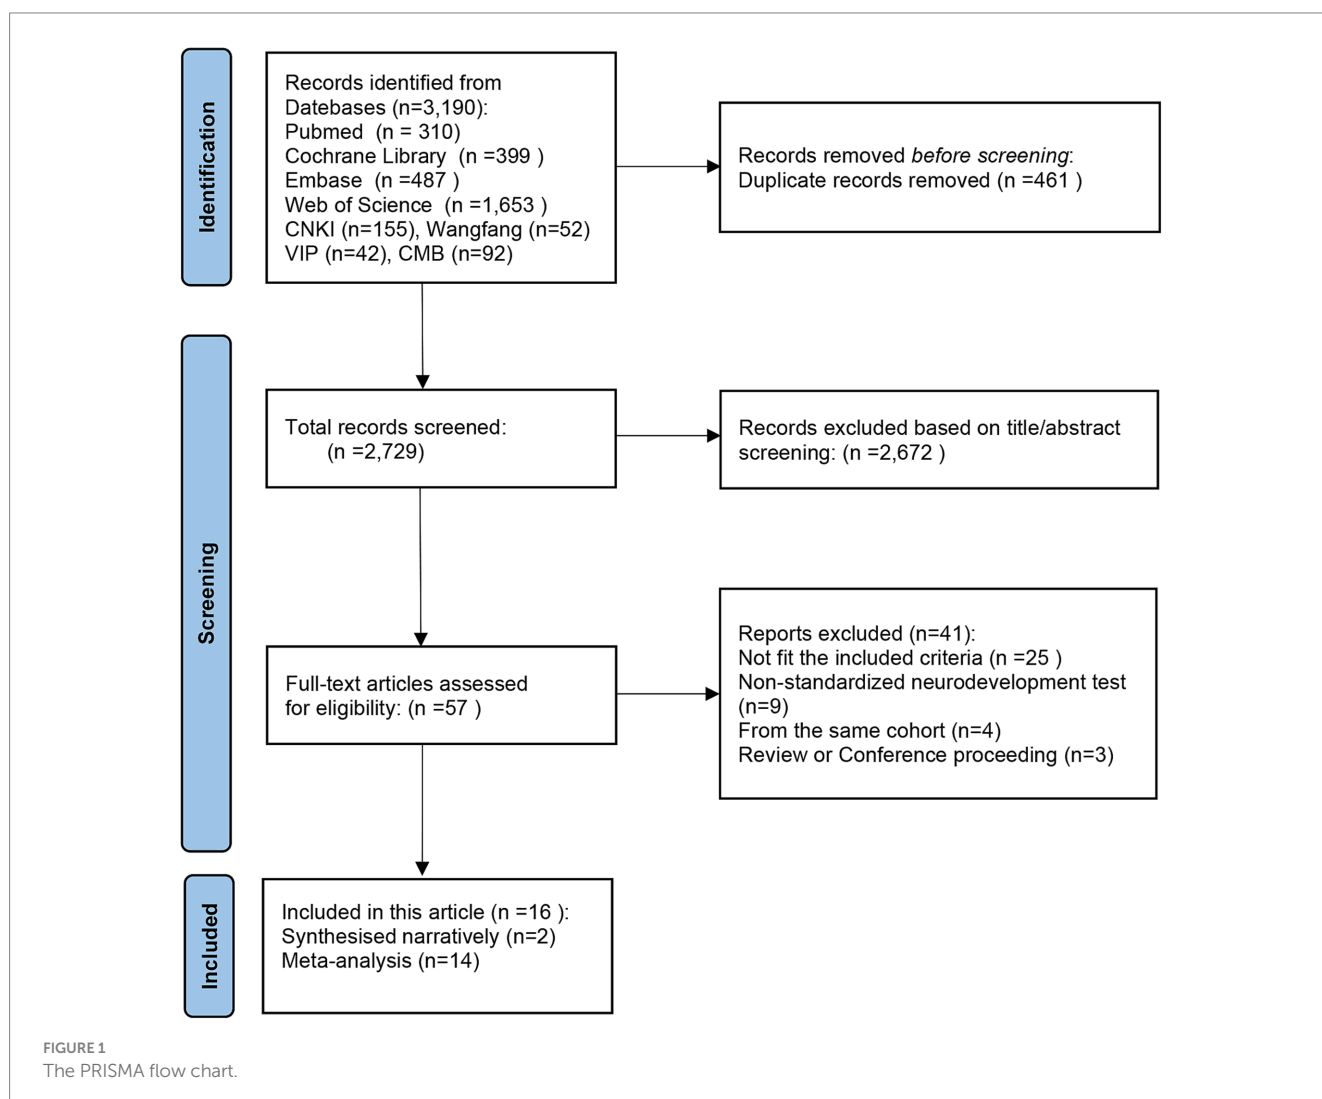 Identification
Records identified from
Datebases (n=3,190):
Pubmed (n = 310)
Cochrane Library (n =399 )
Embase (n =487 )
Web of Science (n =1,653 )
CNKI (n=155), Wangfang (n=52)
VIP (n=42), CMB (n=92)
Records removed before screening:
Duplicate records removed (n =461 )
Screening
Total records screened:
(n =2,729)
Records excluded based on title/abstract
screening: (n =2,672 )
Full-text articles assessed
for eligibility: (n =57 )
Reports excluded (n=41):
Not fit the included criteria (n =25 )
Non-standardized neurodevelopment test
(n=9)
From the same cohort (n=4)
Review or Conference proceeding (n=3)
Included
Included in this article (n =16 ):
Synthesised narratively (n=2)
Meta-analysis (n=14)
FIGURE 1
The PRISMA flow chart.